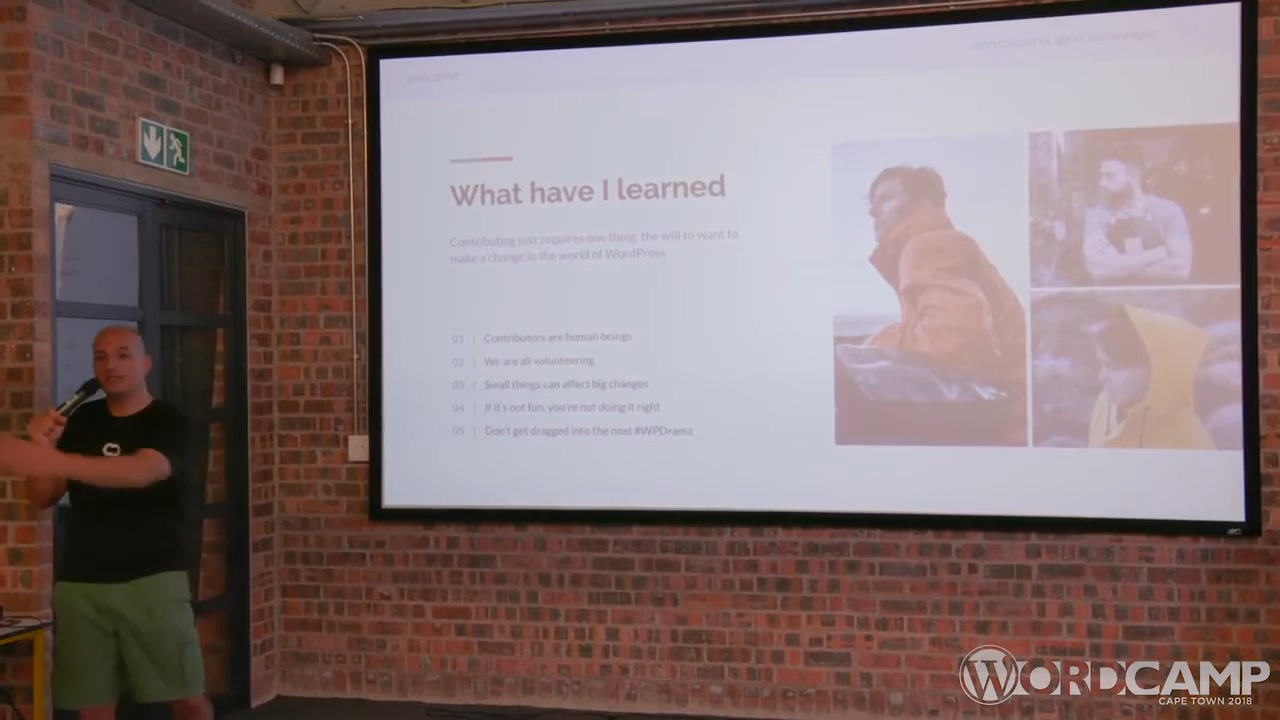 What have I learned
Contributing just requires one thing, the will to want to
make a change in the world of WordPress
01 | Contributors are human beings
02 | We are all volunteering
03 | Small things can affect big changes
04 | If it's not fun, you're not doing it right
05 | Don't get dragged into the next #WPDrama
WORDCAMP
CAPE TOWN 2018